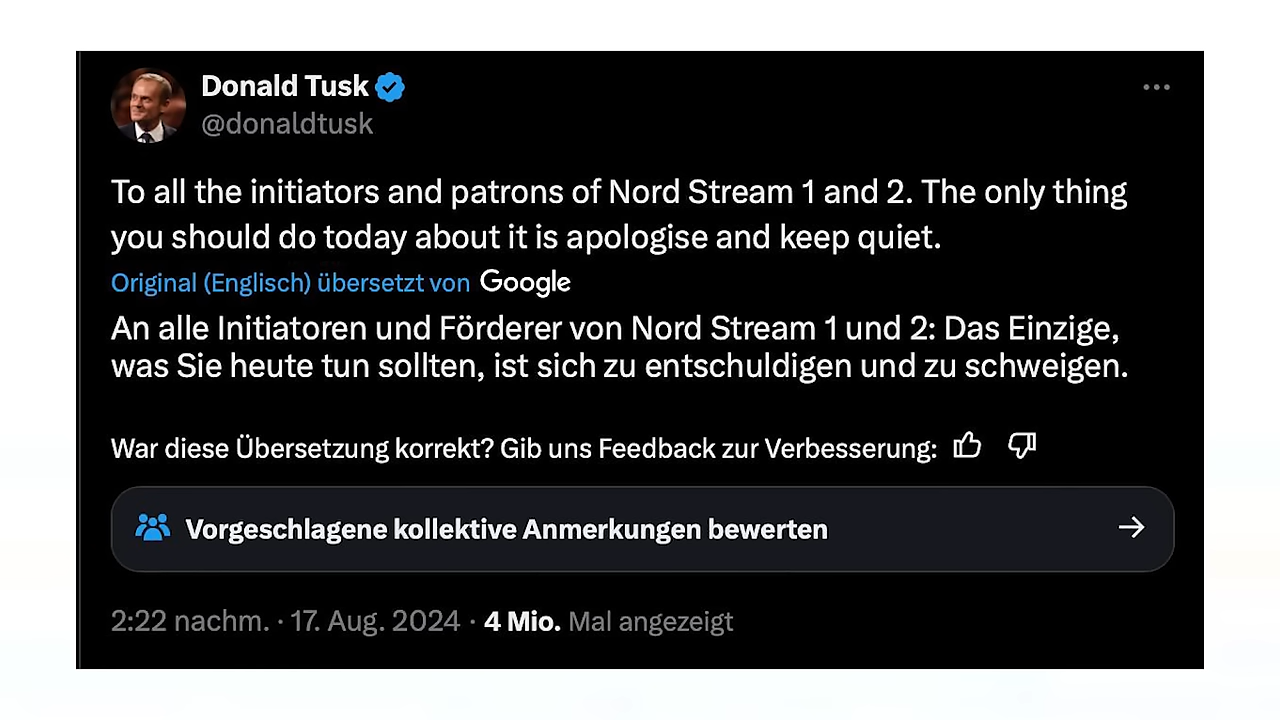 Donald Tusk
@donaldtusk
To all the initiators and patrons of Nord Stream 1 and 2. The only thing
you should do today about it is apologise and keep quiet.
Original (Englisch) übersetzt von Google
An alle Initiatoren und Förderer von Nord Stream 1 und 2: Das Einzige,
was Sie heute tun sollten, ist sich zu entschuldigen und zu schweigen.
War diese Übersetzung korrekt? Gib uns Feedback zur Verbesserung:
Vorgeschlagene kollektive Anmerkungen bewerten
2:22 nachm. · 17. Aug. 2024 · 4 Mio. Mal angezeigt